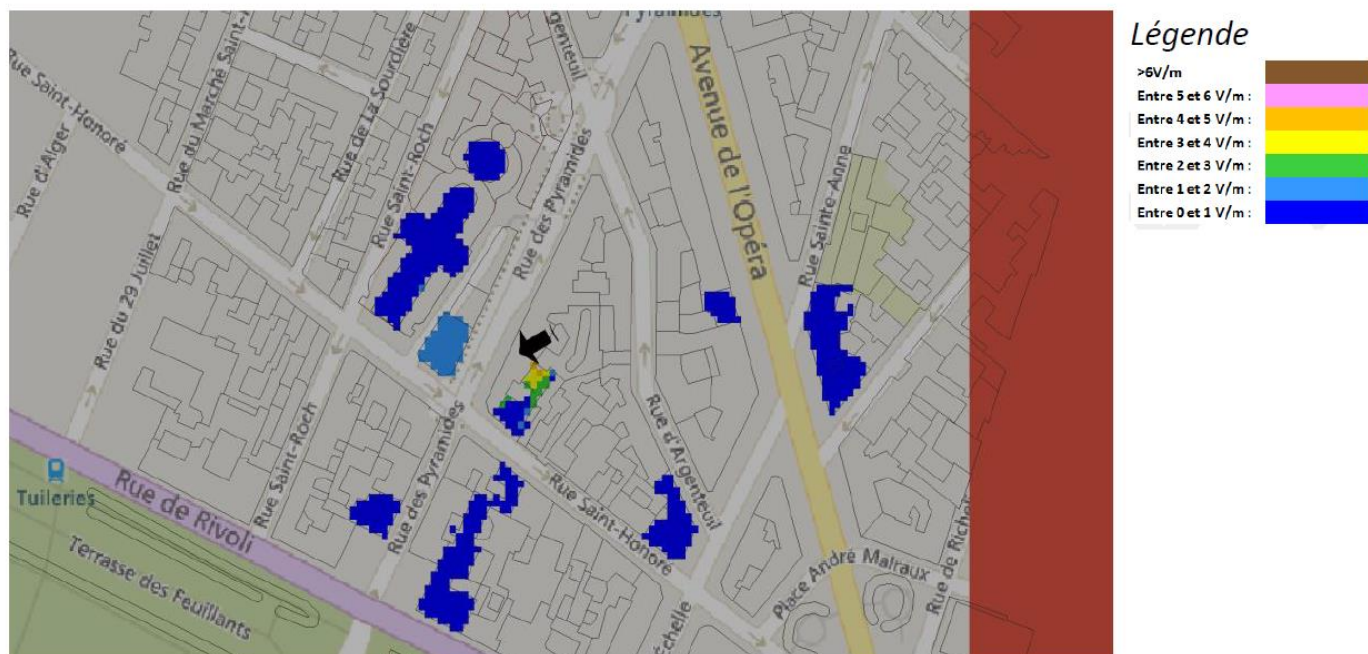 Pyramides
Rue Saint-Honoré
Rue d'Alger
Rue du Marché Saint-
Rue de La Sourdière
Rue Saint-Roch
Rue des Pyramides
Avenue de l'Opéra
Rue Sainte-Anne
Rue du 29 Juillet
Rue Saint-Roch
Rue des Pyramides
Rue d'Argenteuil
Rue Saint-Honoré
Tuileries
Rue de Rivoli
Terrasse des Feuillants
Place André Malraux
Rue de Richel
Échelle
Légende
>6V/m
Entre 5 et 6 V/m :
Entre 4 et 5 V/m :
Entre 3 et 4 V/m :
Entre 2 et 3 V/m :
Entre 1 et 2 V/m :
Entre 0 et 1 V/m :